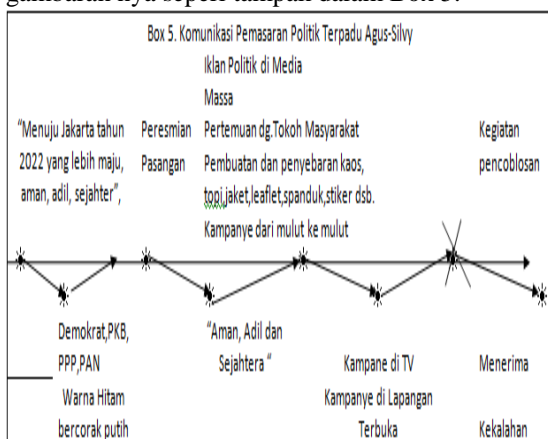 gambaran nya seperi tampak dalam Box 5.
Box 5. Komunikasi Pemasaran Politik Terpadu Agus-Silvy
Iklan Politik di Media
Massa
"Menuju Jakarta tahun
2022 yang lebih maju,
aman, adil, sejahter",
Peresmian
Pasangan
Pertemuan dg.Tokoh Masyarakat
Pembuatan dan penyebaran kaos,
topi,jaket,leaflet,spanduk,stiker dsb.
Kampanye dari mulut ke mulut
Kegiatan
pencoblosan
Demokrat,PKB,
PPP,PAN
Warna Hitam
bercorak putih
"Aman, Adil dan
Sejahtera "
Kampane di TV
Kampanye di Lapangan
Terbuka
Menerima
Kekalahan